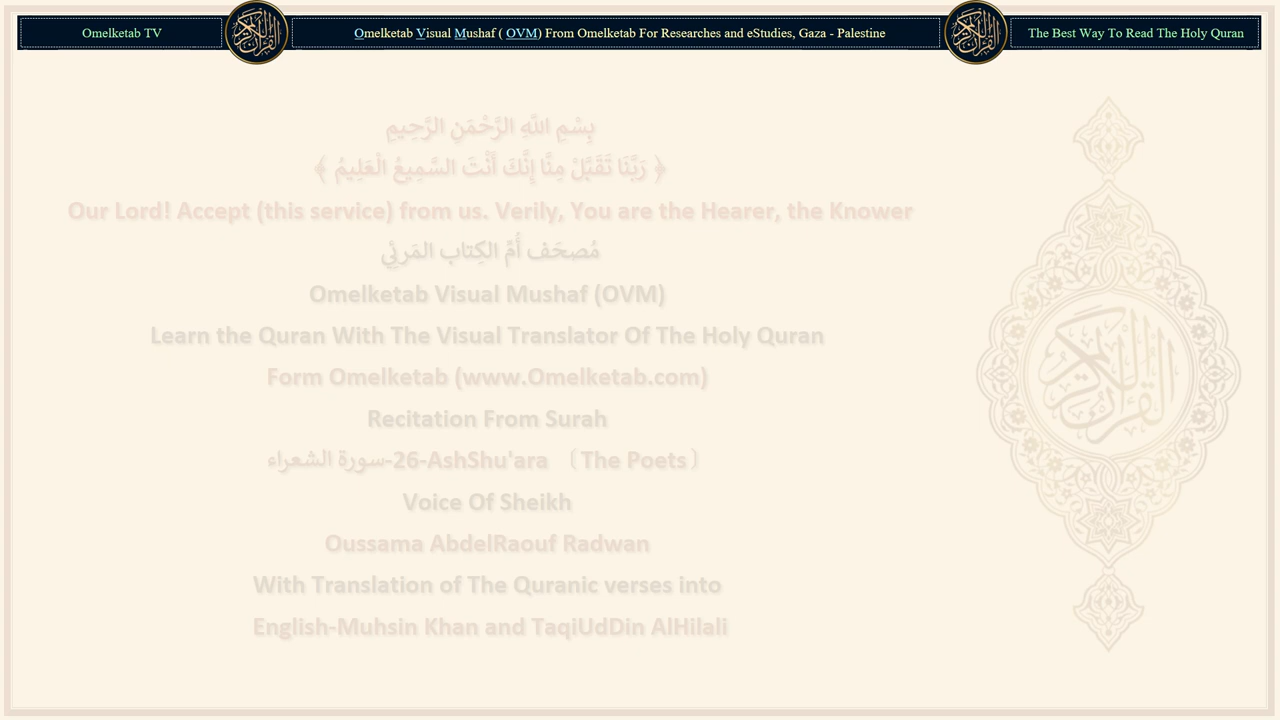 Omelketab TV
Omelketab Visual Mushaf ( OVM) From Omelketab For Researches and eStudies, Gaza - Palestine
The Best Way To Read The Holy Quran
بِسْمِ اللَّهِ الرَّحْمَنِ الرَّحِيمِ
﴿ رَبَّنَا تَقَبَّلْ مِنَّا إِنَّكَ أَنْتَ السَّمِيعُ الْعَلِيمُ ﴾
Our Lord! Accept (this service) from us. Verily, You are the Hearer, the Knower
مُصحَف أُمِّ الكِتاب المَرئِي
Omelketab Visual Mushaf (OVM)
Learn the Quran With The Visual Translator Of The Holy Quran
Form Omelketab (www.Omelketab.com)
Recitation From Surah
سورة الشعراء-26-AshShu'ara （The Poets）
Voice Of Sheikh
Oussama AbdelRaouf Radwan
With Translation of The Quranic verses into
English-Muhsin Khan and TaqiUdDin AlHilali
القرآن الكريم